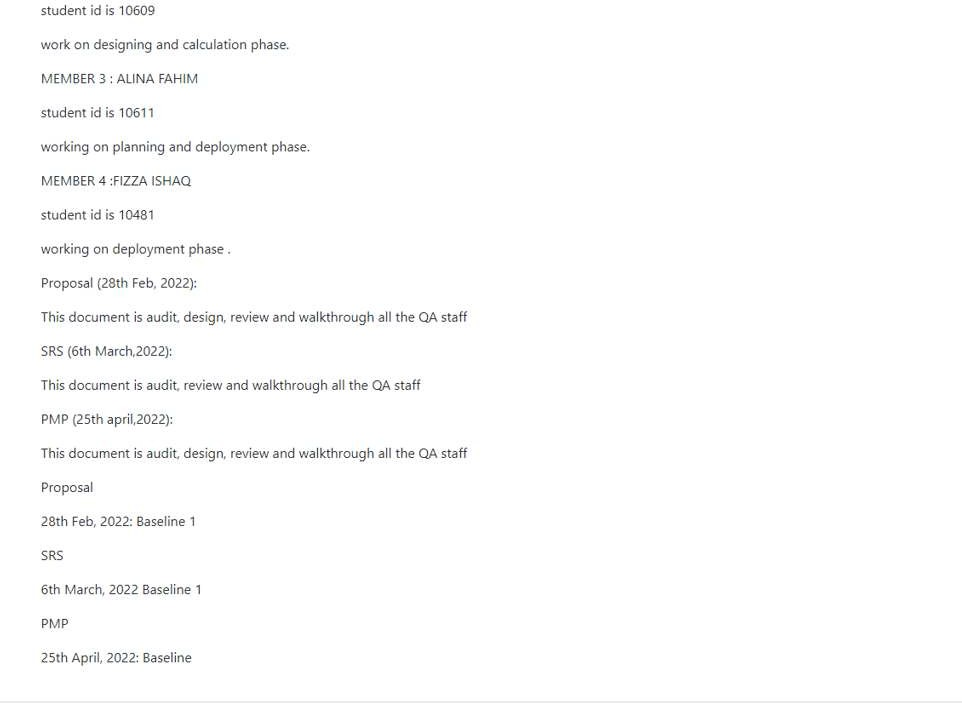 student id is 10609
work on designing and calculation phase.
MEMBER 3 : ALINA FAHIM
student id is 10611
working on planning and deployment phase.
MEMBER 4 :FIZZA ISHAQ
student id is 10481
working on deployment phase .
Proposal (28th Feb, 2022):
This document is audit, design, review and walkthrough all the QA staff
SRS (6th March,2022):
This document is audit, review and walkthrough all the QA staff
PMP (25th april,2022):
This document is audit, design, review and walkthrough all the QA staff
Proposal
28th Feb, 2022: Baseline 1
SRS
6th March, 2022 Baseline 1
PMP
25th April, 2022: Baseline